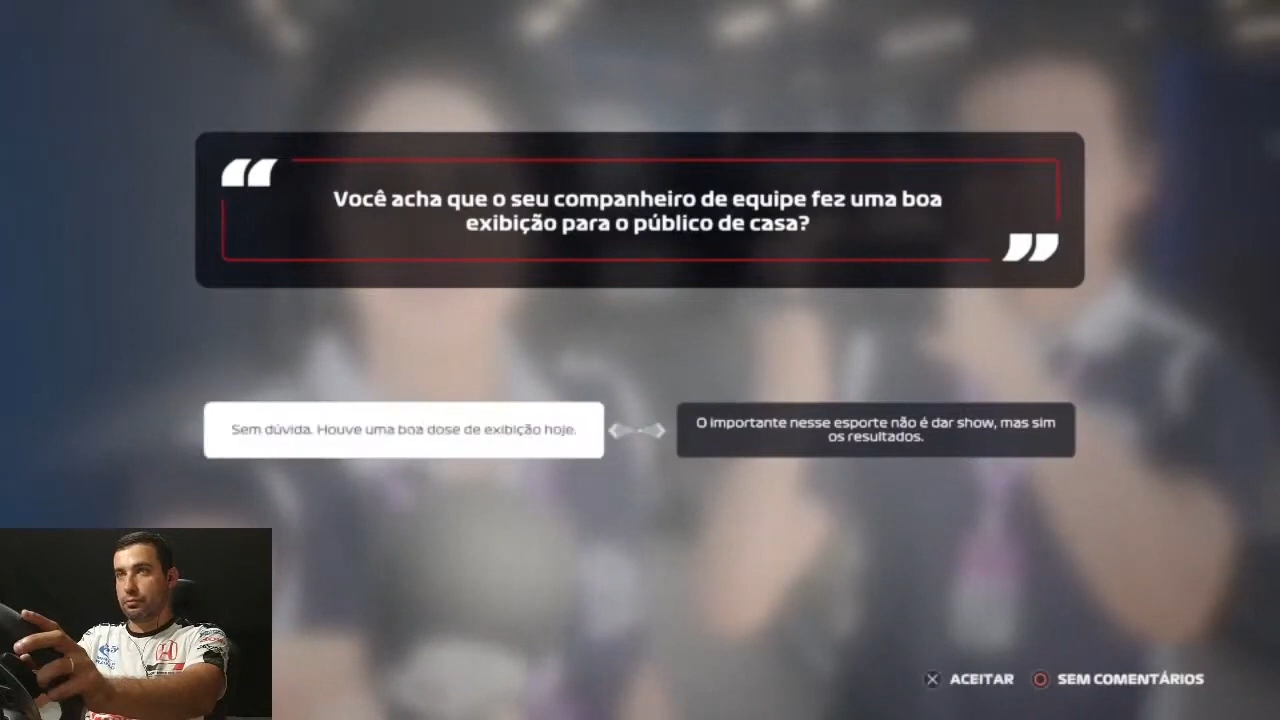 Você acha que o seu companheiro de equipe fez uma boa
exibição para o público de casa?
Sem dúvida. Houve uma boa dose de exibição hoje.
O importante nesse esporte não é dar show, mas sim
os resultados.
ACEITAR
SEM COMENTÁRIOS